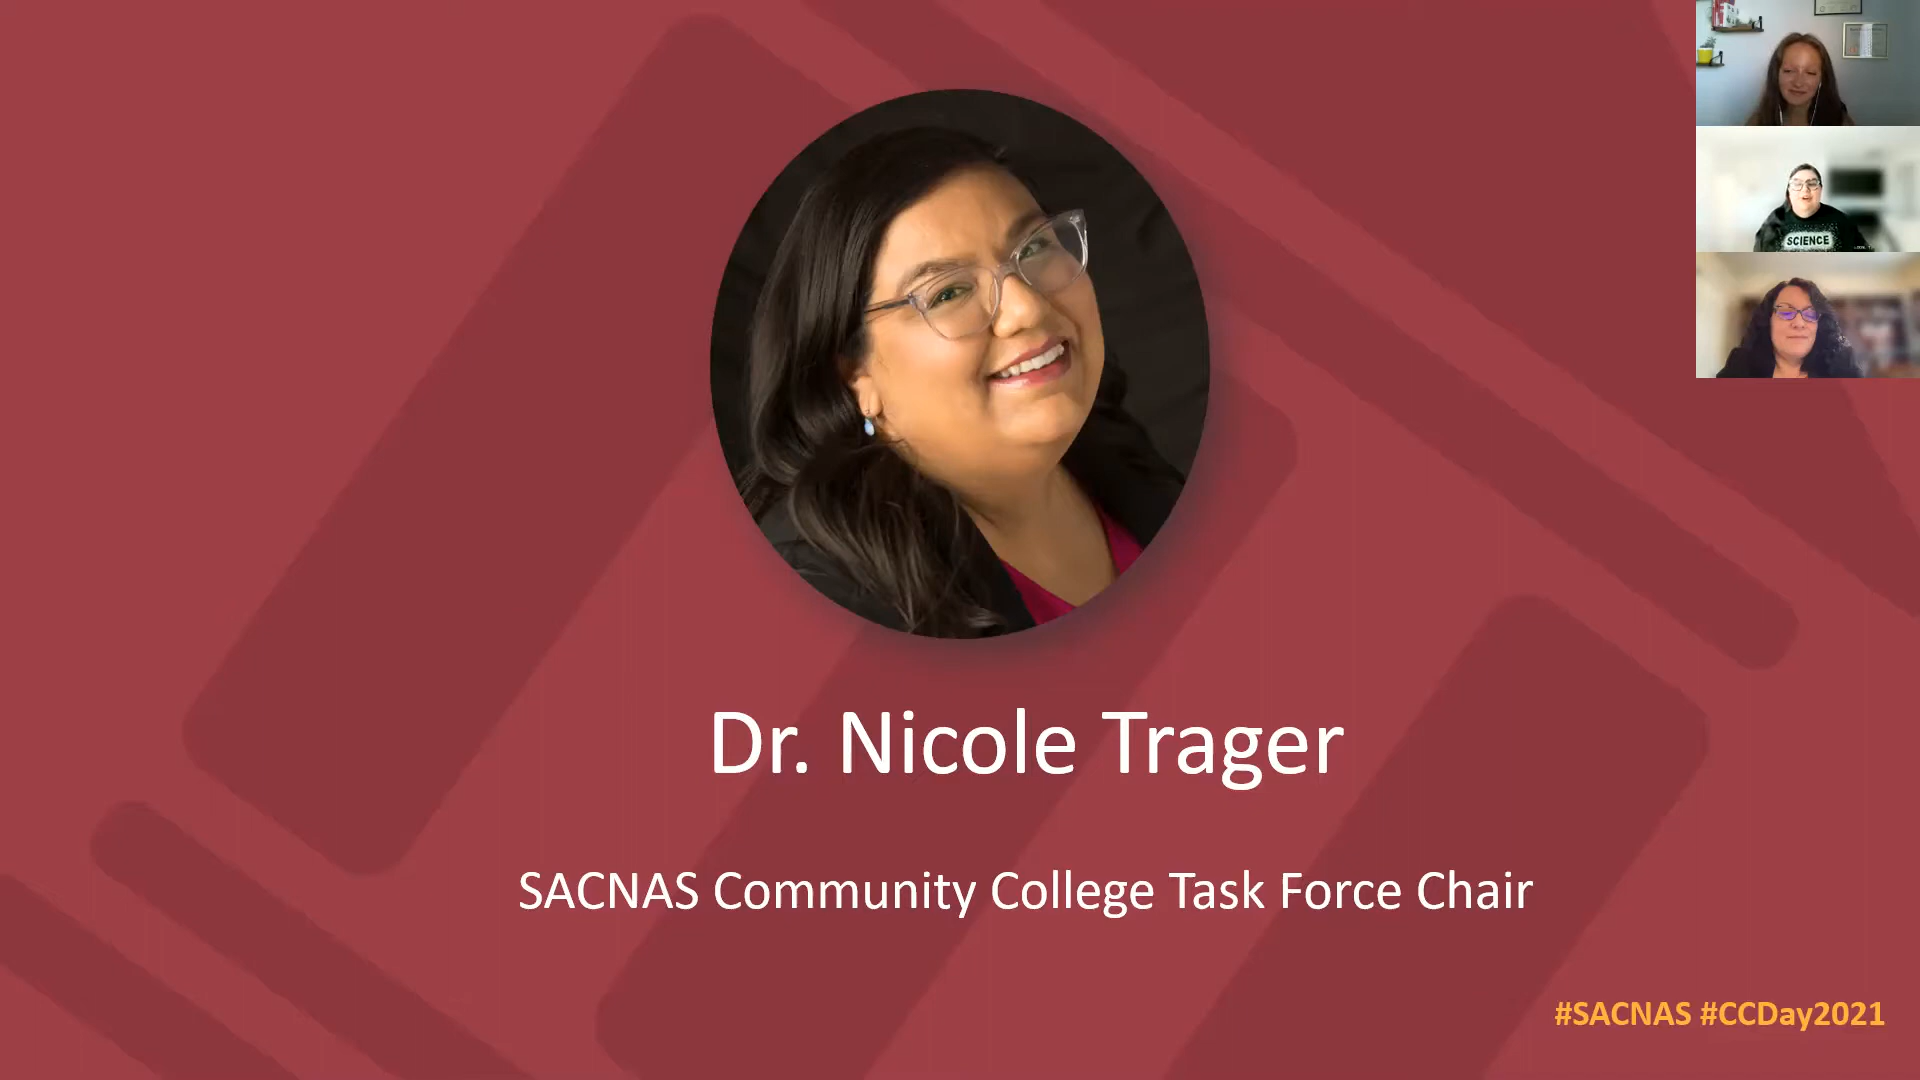 SCIENCE
Dr. Nicole Trager
SACNAS Community College Task Force Chair
#SACNAS #CCDay2021